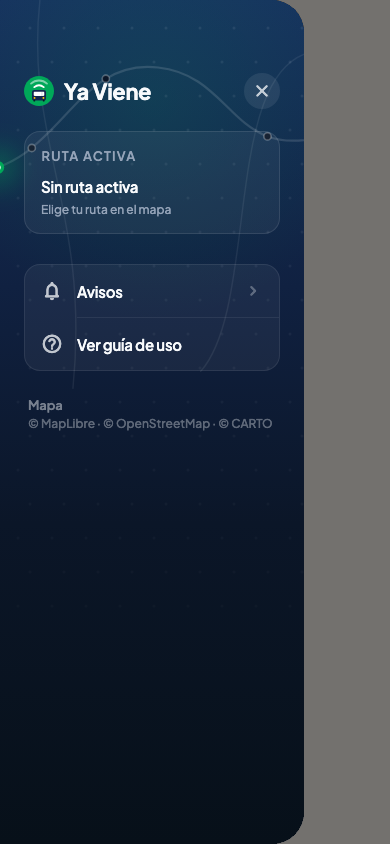 Ya Viene
RUTA ACTIVA
Sin ruta activa
Elige tu ruta en el mapa
Avisos
Ver guía de uso
Mapa
© MapLibre · © OpenStreetMap · © CARTO